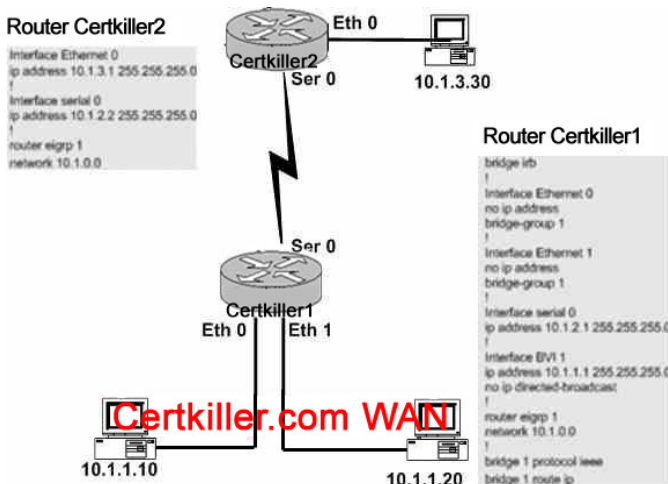 Router Certkiller2
Interface Ethernet 0
ip address 10.1.3.1 255.255.255.0
!
Interface serial 0
ip address 10.1.2.2 255.255.255.0
!
router eigrp 1
network 10.1.0.0
Eth 0
Certkiller2
Ser 0
10.1.3.30
Router Certkiller1
bridge irb
!
Interface Ethernet 0
no ip address
bridge-group 1
!
Interface Ethernet 1
no ip address
bridge-group 1
!
Interface serial 0
ip address 10.1.2.1 255.255.255.0
!
Interface BVI 1
ip address 10.1.1.1 255.255.255.0
no ip directed-broadcast
!
router eigrp 1
network 10.1.0.0
!
bridge 1 protocol ieee
bridge 1 route ip
Ser 0
Certkiller1
Eth 0
Eth 1
Certkiller.com WAN
10.1.1.10
10.1.1.20